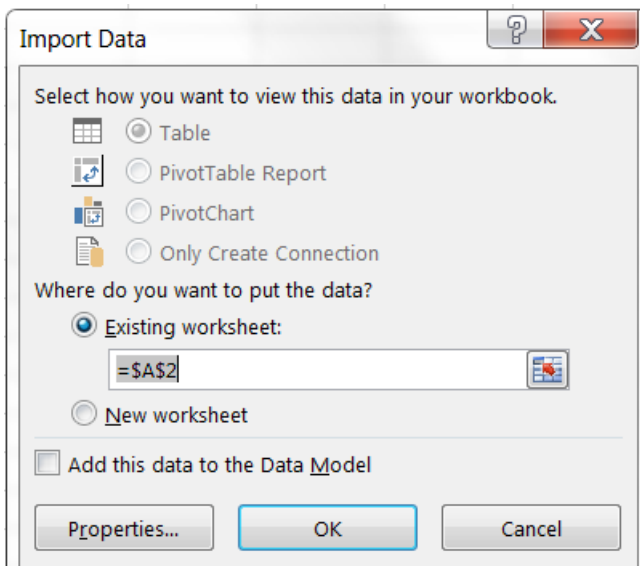 Import Data
?
X
Select how you want to view this data in your workbook.
Table
PivotTable Report
PivotChart
Only Create Connection
Where do you want to put the data?
Existing worksheet:
=$A$2
New worksheet
Add this data to the Data Model
Properties... OK Cancel